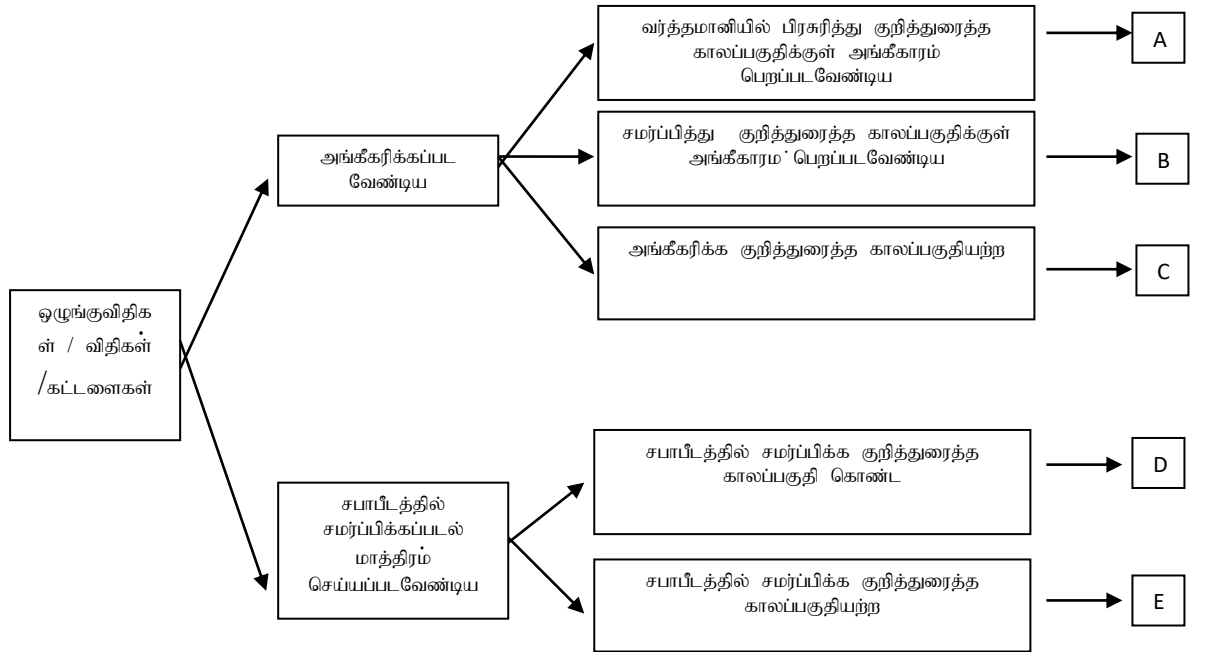 ஒழுங்குவிதிக
ள் / விதிகள்
/கட்டளைகள்
அங்கீகரிக்கப்பட
வேண்டிய
வர்த்தமானியில் பிரசுரித்து குறித்துரைத்த
காலப்பகுதிக்குள் அங்கீகாரம்
பெறப்படவேண்டிய
A
சமர்ப்பித்து குறித்துரைத்த காலப்பகுதிக்குள்
அங்கீகாரம் பெறப்படவேண்டிய
B
அங்கீகரிக்க குறித்துரைத்த காலப்பகுதியற்ற
C
சபாபீடத்தில்
சமர்ப்பிக்கப்படல்
மாத்திரம்
செய்யப்படவேண்டிய
சபாபீடத்தில் சமர்ப்பிக்க குறித்துரைத்த
காலப்பகுதி கொண்ட
D
சபாபீடத்தில் சமர்ப்பிக்க குறித்துரைத்த
காலப்பகுதியற்ற
E